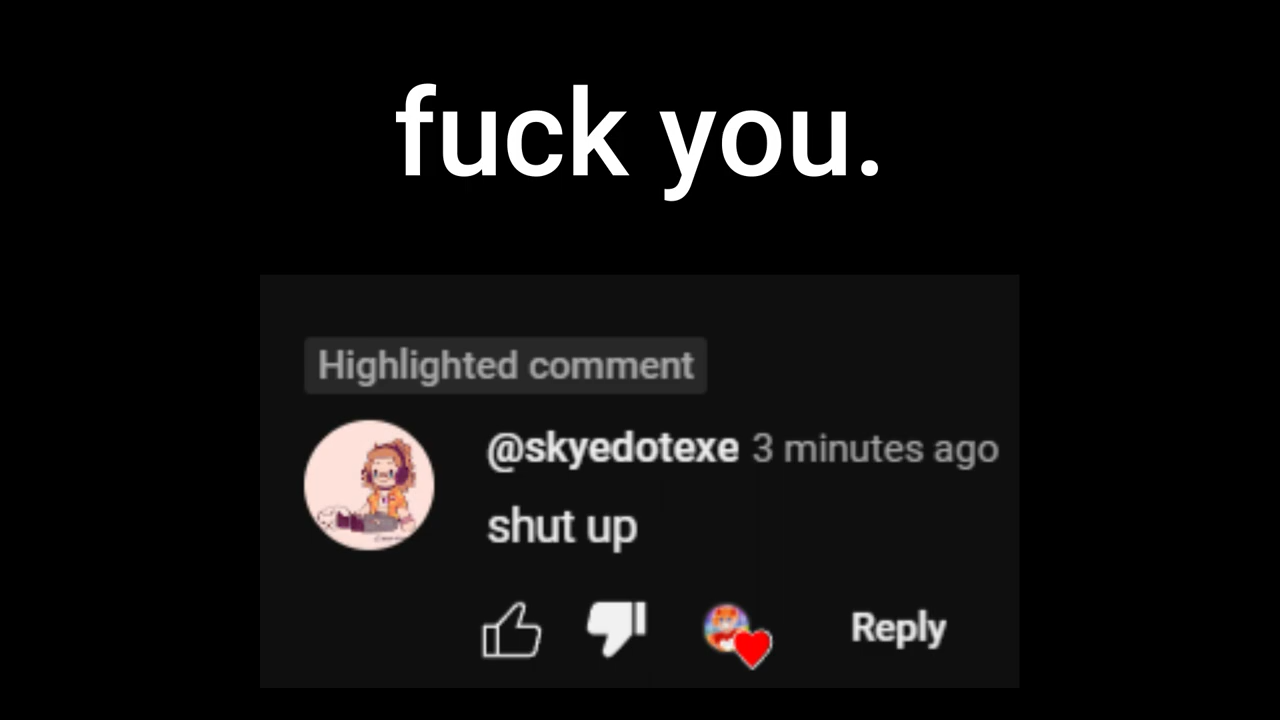 fuck you.
Highlighted comment
@skyedotexe 3 minutes ago
shut up
Reply